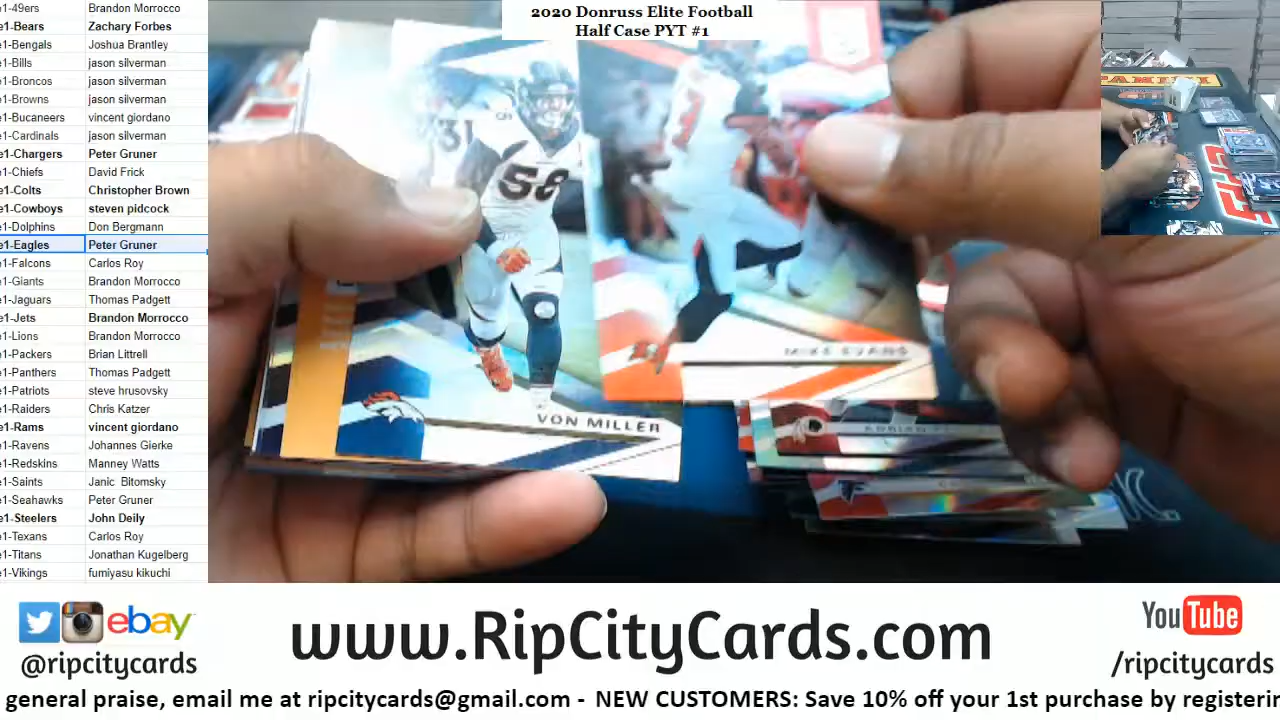 2020 Donruss Elite Football
Half Case PYT #1
e1-49ers Brandon Morrocco
e1-Bears Zachary Forbes
e1-Bengals Joshua Brantley
e1-Bills jason silverman
e1-Broncos jason silverman
e1-Browns jason silverman
e1-Bucaneers vincent giordano
e1-Cardinals jason silverman
e1-Chargers Peter Gruner
e1-Chiefs David Frick
e1-Colts Christopher Brown
e1-Cowboys steven pidcock
e1-Dolphins Don Bergmann
e1-Eagles Peter Gruner
e1-Falcons Carlos Roy
e1-Giants Brandon Morrocco
e1-Jaguars Thomas Padgett
e1-Jets Brandon Morrocco
e1-Lions Brandon Morrocco
e1-Packers Brian Littrell
e1-Panthers Thomas Padgett
e1-Patriots steve hrusovsky
e1-Raiders Chris Katzer
e1-Rams vincent giordano
e1-Ravens Johannes Gierke
e1-Redskins Manney Watts
e1-Saints Janic Bitomsky
e1-Seahawks Peter Gruner
e1-Steelers John Deily
e1-Texans Carlos Roy
e1-Titans Jonathan Kugelberg
e1-Vikings fumiyasu kikuchi
31
58
VON MILLER
MIKE EVANS
PANINI
ebay
@ripcitycards
www.RipCityCards.com
YouTube
/ripcitycards
general praise, email me at ripcitycards@gmail.com - NEW CUSTOMERS: Save 10% off your 1st purchase by registerin